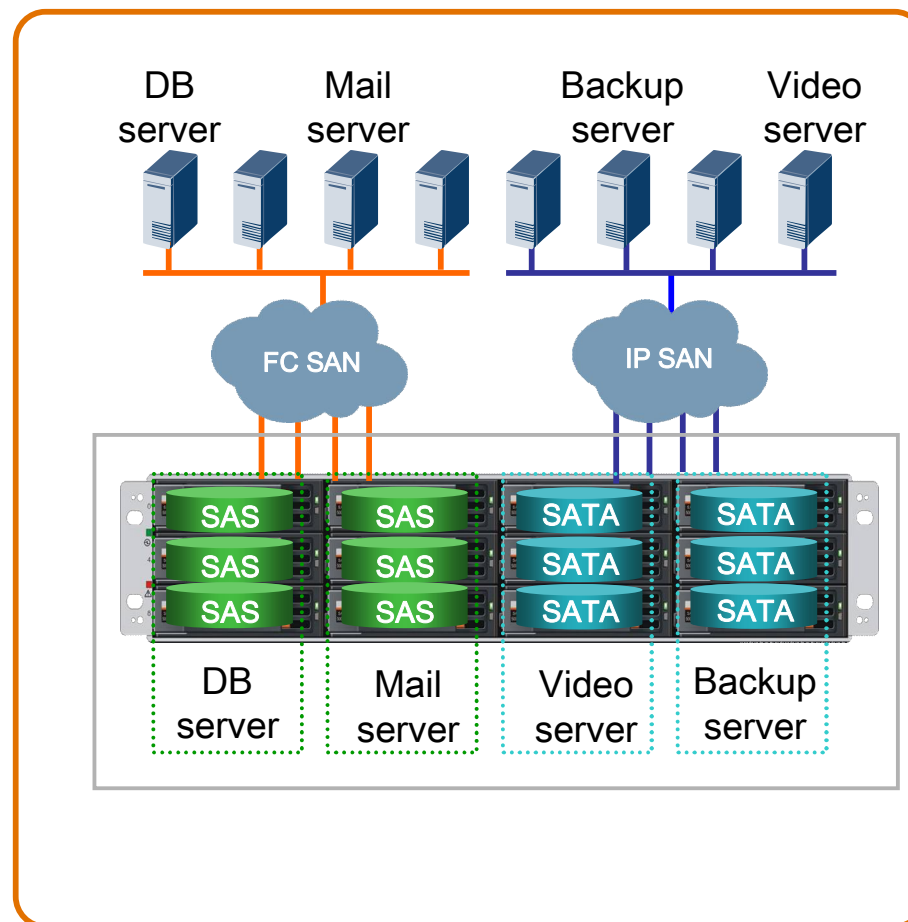 DB
server
Mail
server
Backup
server
Video
server
FC SAN
IP SAN
SAS
SAS
SATA
SATA
SAS
SAS
SATA
SATA
SAS
SAS
SATA
SATA
DB
server
Mail
server
Video
server
Backup
server